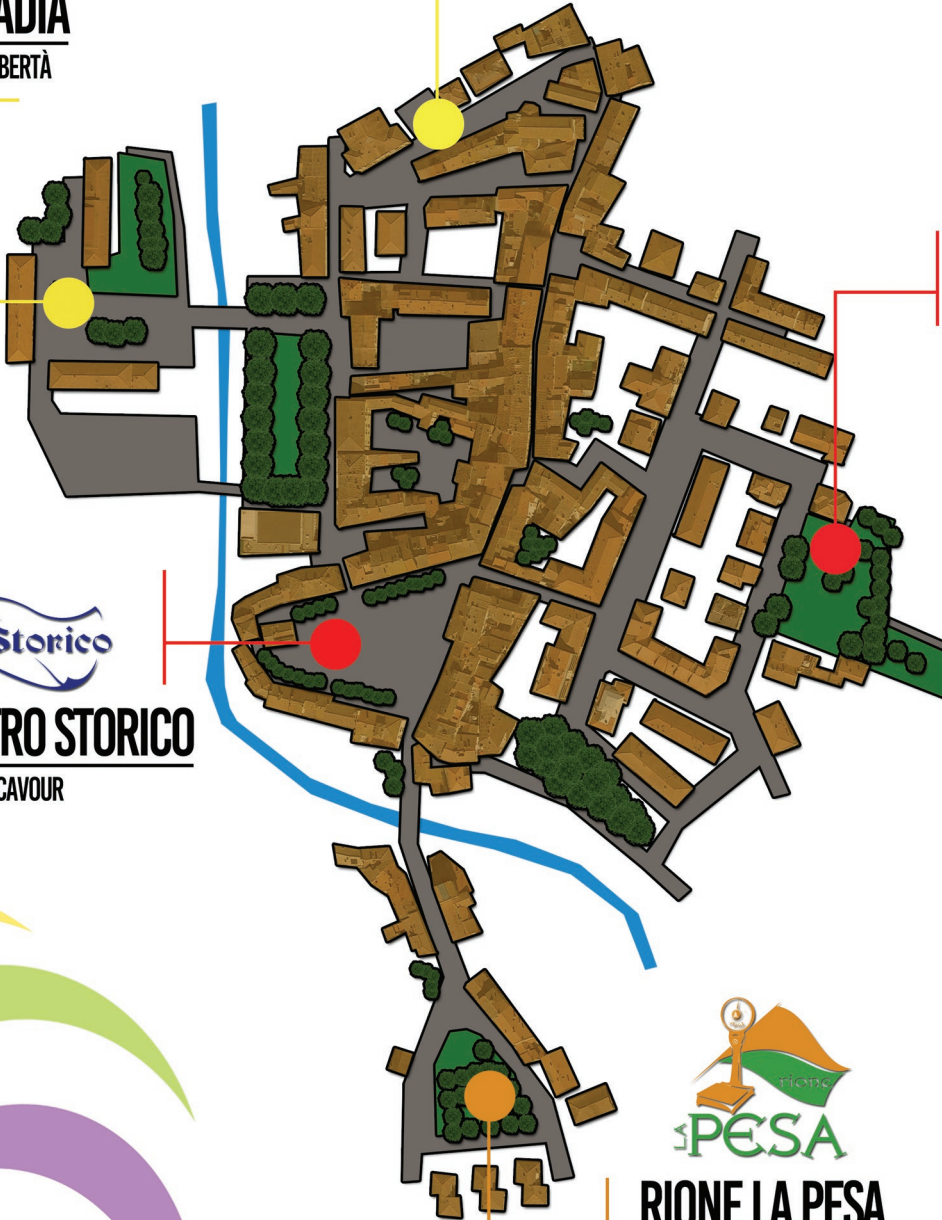 ADIA
BERTÀ
Storico
RO STORICO
CAVOUR
rione
LA PESA
RIONE LA PESA